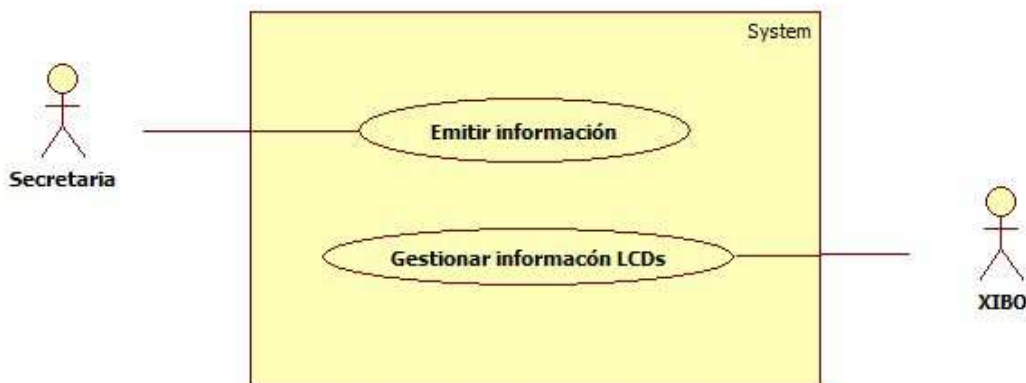 System
Emitir información
Secretaria
Gestionar informacón LCDs
XIBO